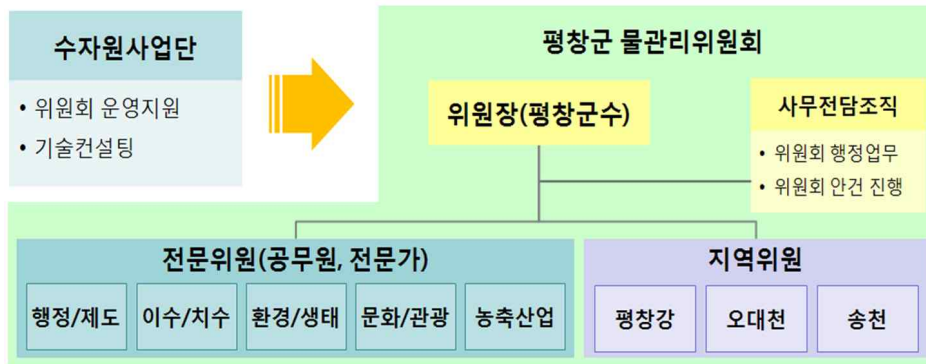 수자원사업단
• 위원회 운영지원
• 기술컨설팅
평창군 물관리위원회
위원장(평창군수)
사무전담조직
• 위원회 행정업무
• 위원회 안건 진행
전문위원(공무원, 전문가)
행정/제도
이수/치수
환경/생태
문화/관광
농축산업
지역위원
평창강
오대천
송천